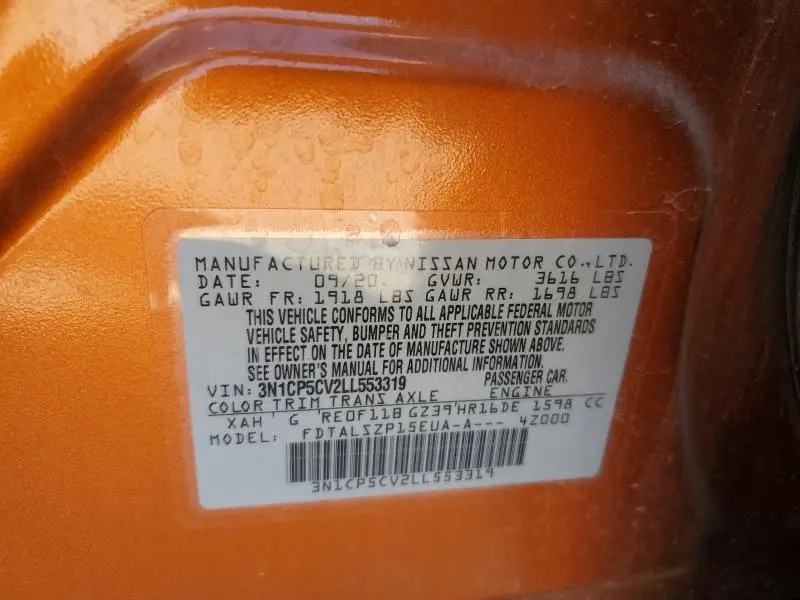 MANUFACTURED BY NISSAN MOTOR CO., LTD.
DATE: 09/20 GVWR: 3616 LBS
GAWR FR: 1918 LBS GAWR RR: 1698 LBS
THIS VEHICLE CONFORMS TO ALL APPLICABLE FEDERAL MOTOR
VEHICLE SAFETY, BUMPER AND THEFT PREVENTION STANDARDS
IN EFFECT ON THE DATE OF MANUFACTURE SHOWN ABOVE.
SEE OWNER'S MANUAL FOR ADDITIONAL INFORMATION.
VIN: 3N1CP5CV2LL553319 PASSENGER CAR.
COLOR TRIM TRANS AXLE ENGINE
XAH G RE0F11B GZ39 HR16DE 1598 CC
MODEL: FDTALSZP15EUA-A--- 4Z000
3N1CP5CV2LL553319